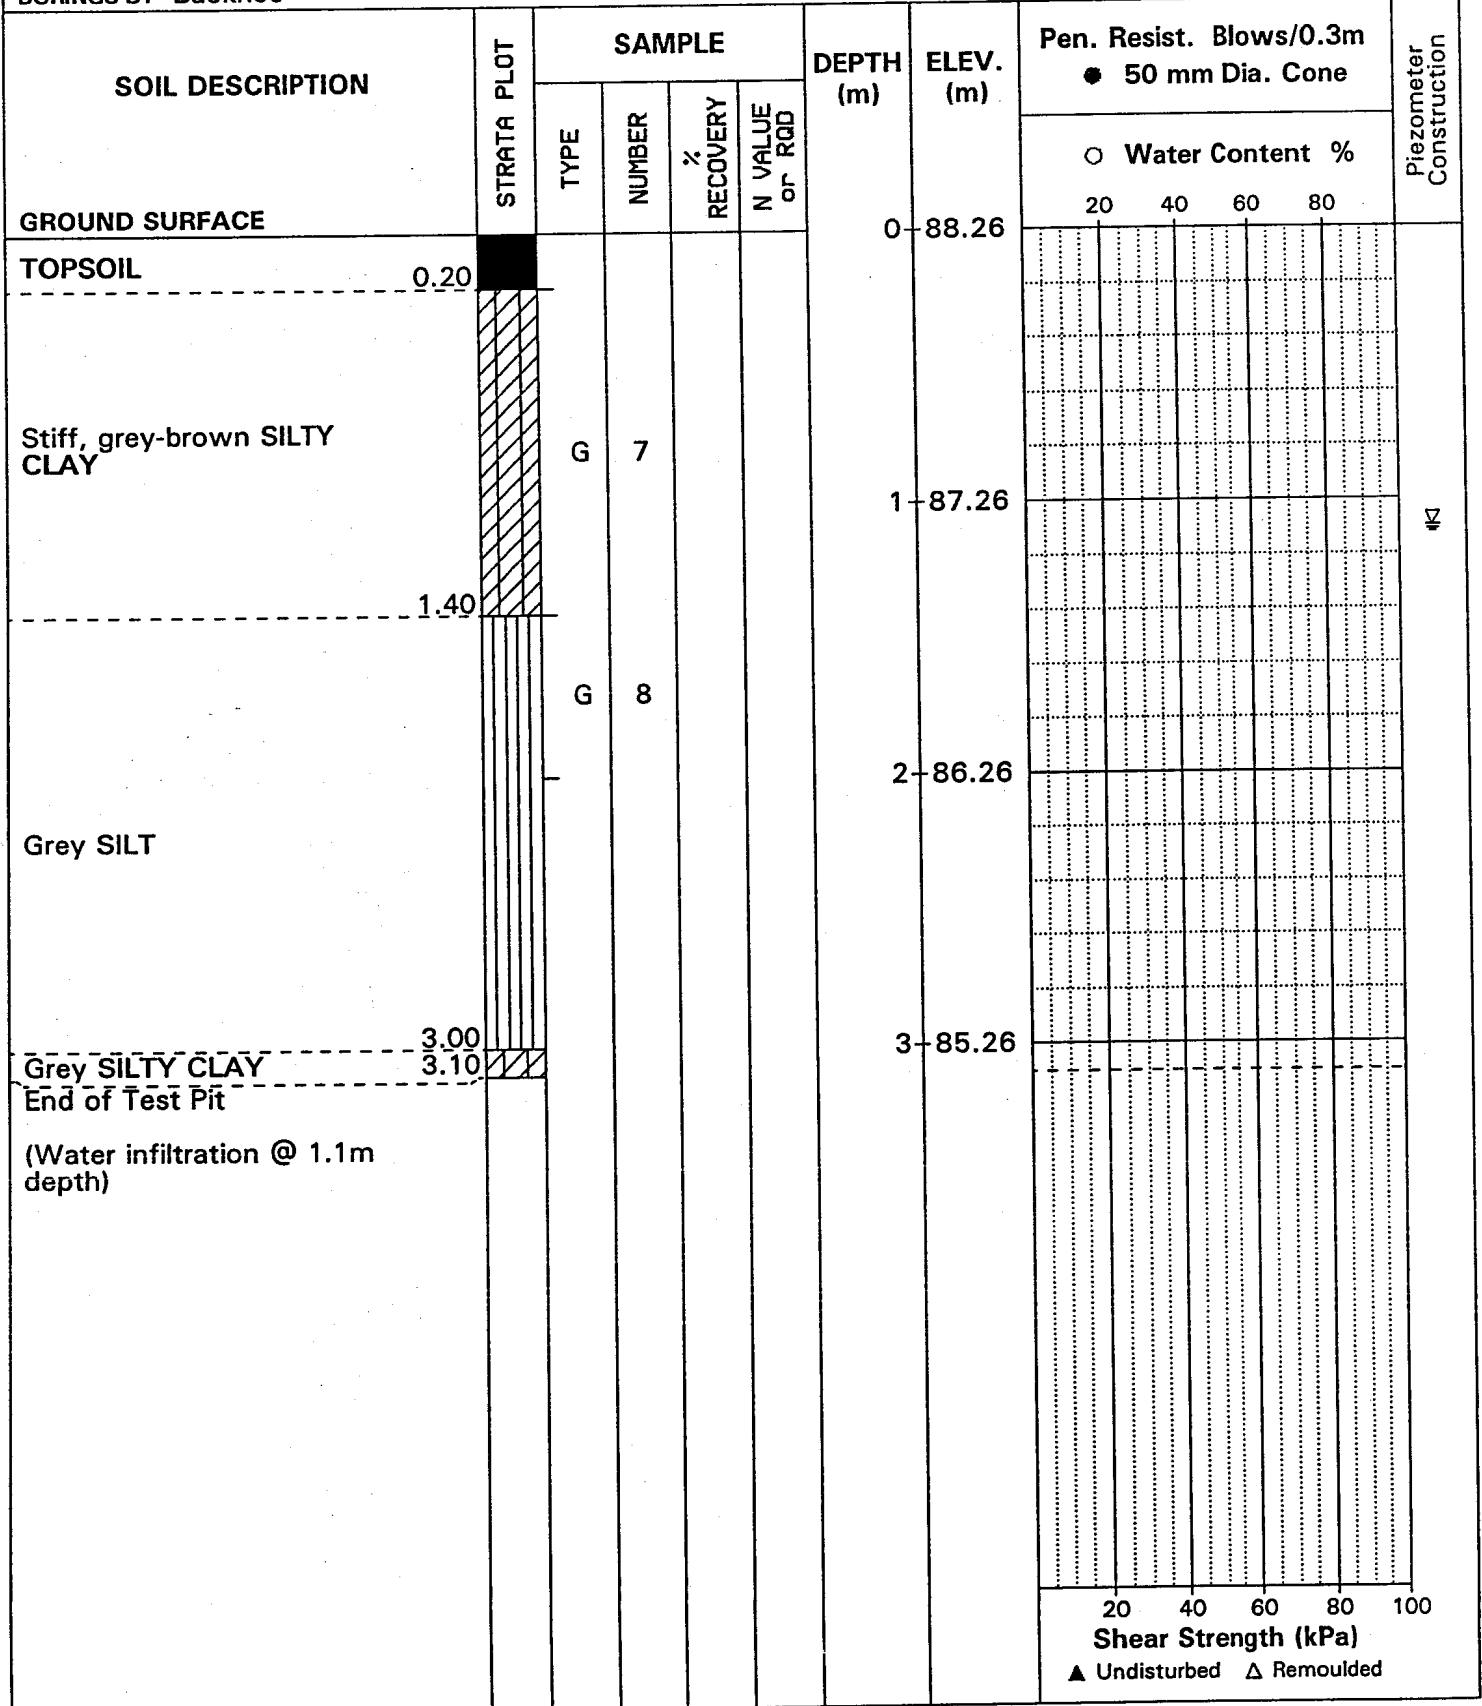 SOIL DESCRIPTION
STRATA PLOT
SAMPLE
TYPE
NUMBER
%
RECOVERY
N VALUE
or RQD
DEPTH
(m)
ELEV.
(m)
Pen. Resist. Blows/0.3m
● 50 mm Dia. Cone
○ Water Content %
20 40 60 80
Piezometer
Construction
GROUND SURFACE
0 88.26
TOPSOIL
0.20
Stiff, grey-brown SILTY
CLAY
G 7
1 87.26
1.40
G 8
2 86.26
Grey SILT
3.00
3 85.26
Grey SILTY CLAY 3.10
End of Test Pit
(Water infiltration @ 1.1m
depth)
20 40 60 80 100
Shear Strength (kPa)
▲ Undisturbed △ Remoulded